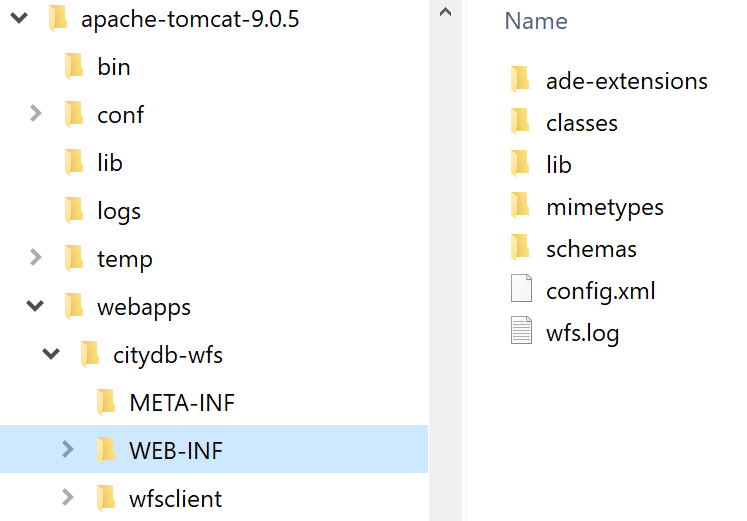 apache-tomcat-9.0.5
bin
conf
lib
logs
temp
webapps
citydb-wfs
META-INF
WEB-INF
wfsclient
Name
ade-extensions
classes
lib
mimetypes
schemas
config.xml
wfs.log